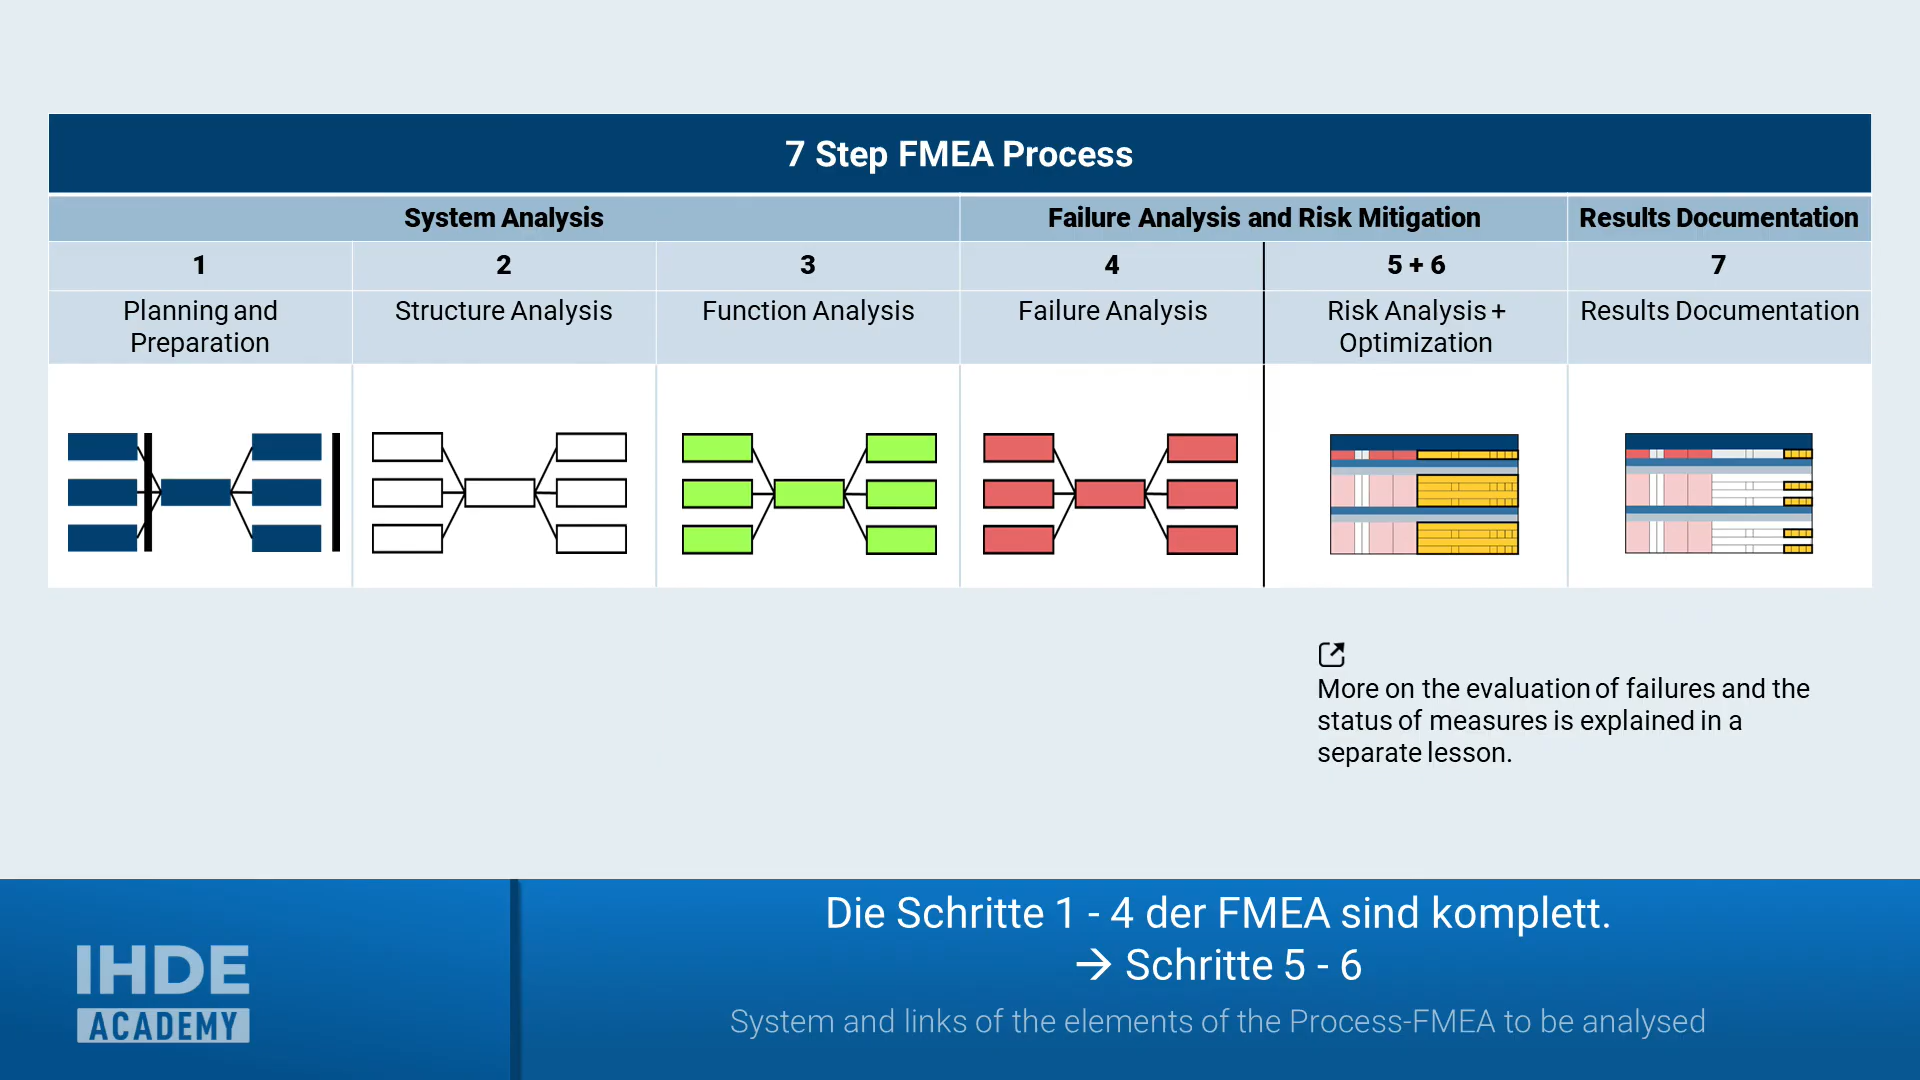 7 Step FMEA Process
System Analysis
Failure Analysis and Risk Mitigation
Results Documentation
1
2
3
4
5 + 6
7
Planning and
Preparation
Structure Analysis
Function Analysis
Failure Analysis
Risk Analysis +
Optimization
Results Documentation
More on the evaluation of failures and the
status of measures is explained in a
separate lesson.
Die Schritte 1 - 4 der FMEA sind komplett.
→ Schritte 5 - 6
System and links of the elements of the Process-FMEA to be analysed
IHDE
ACADEMY